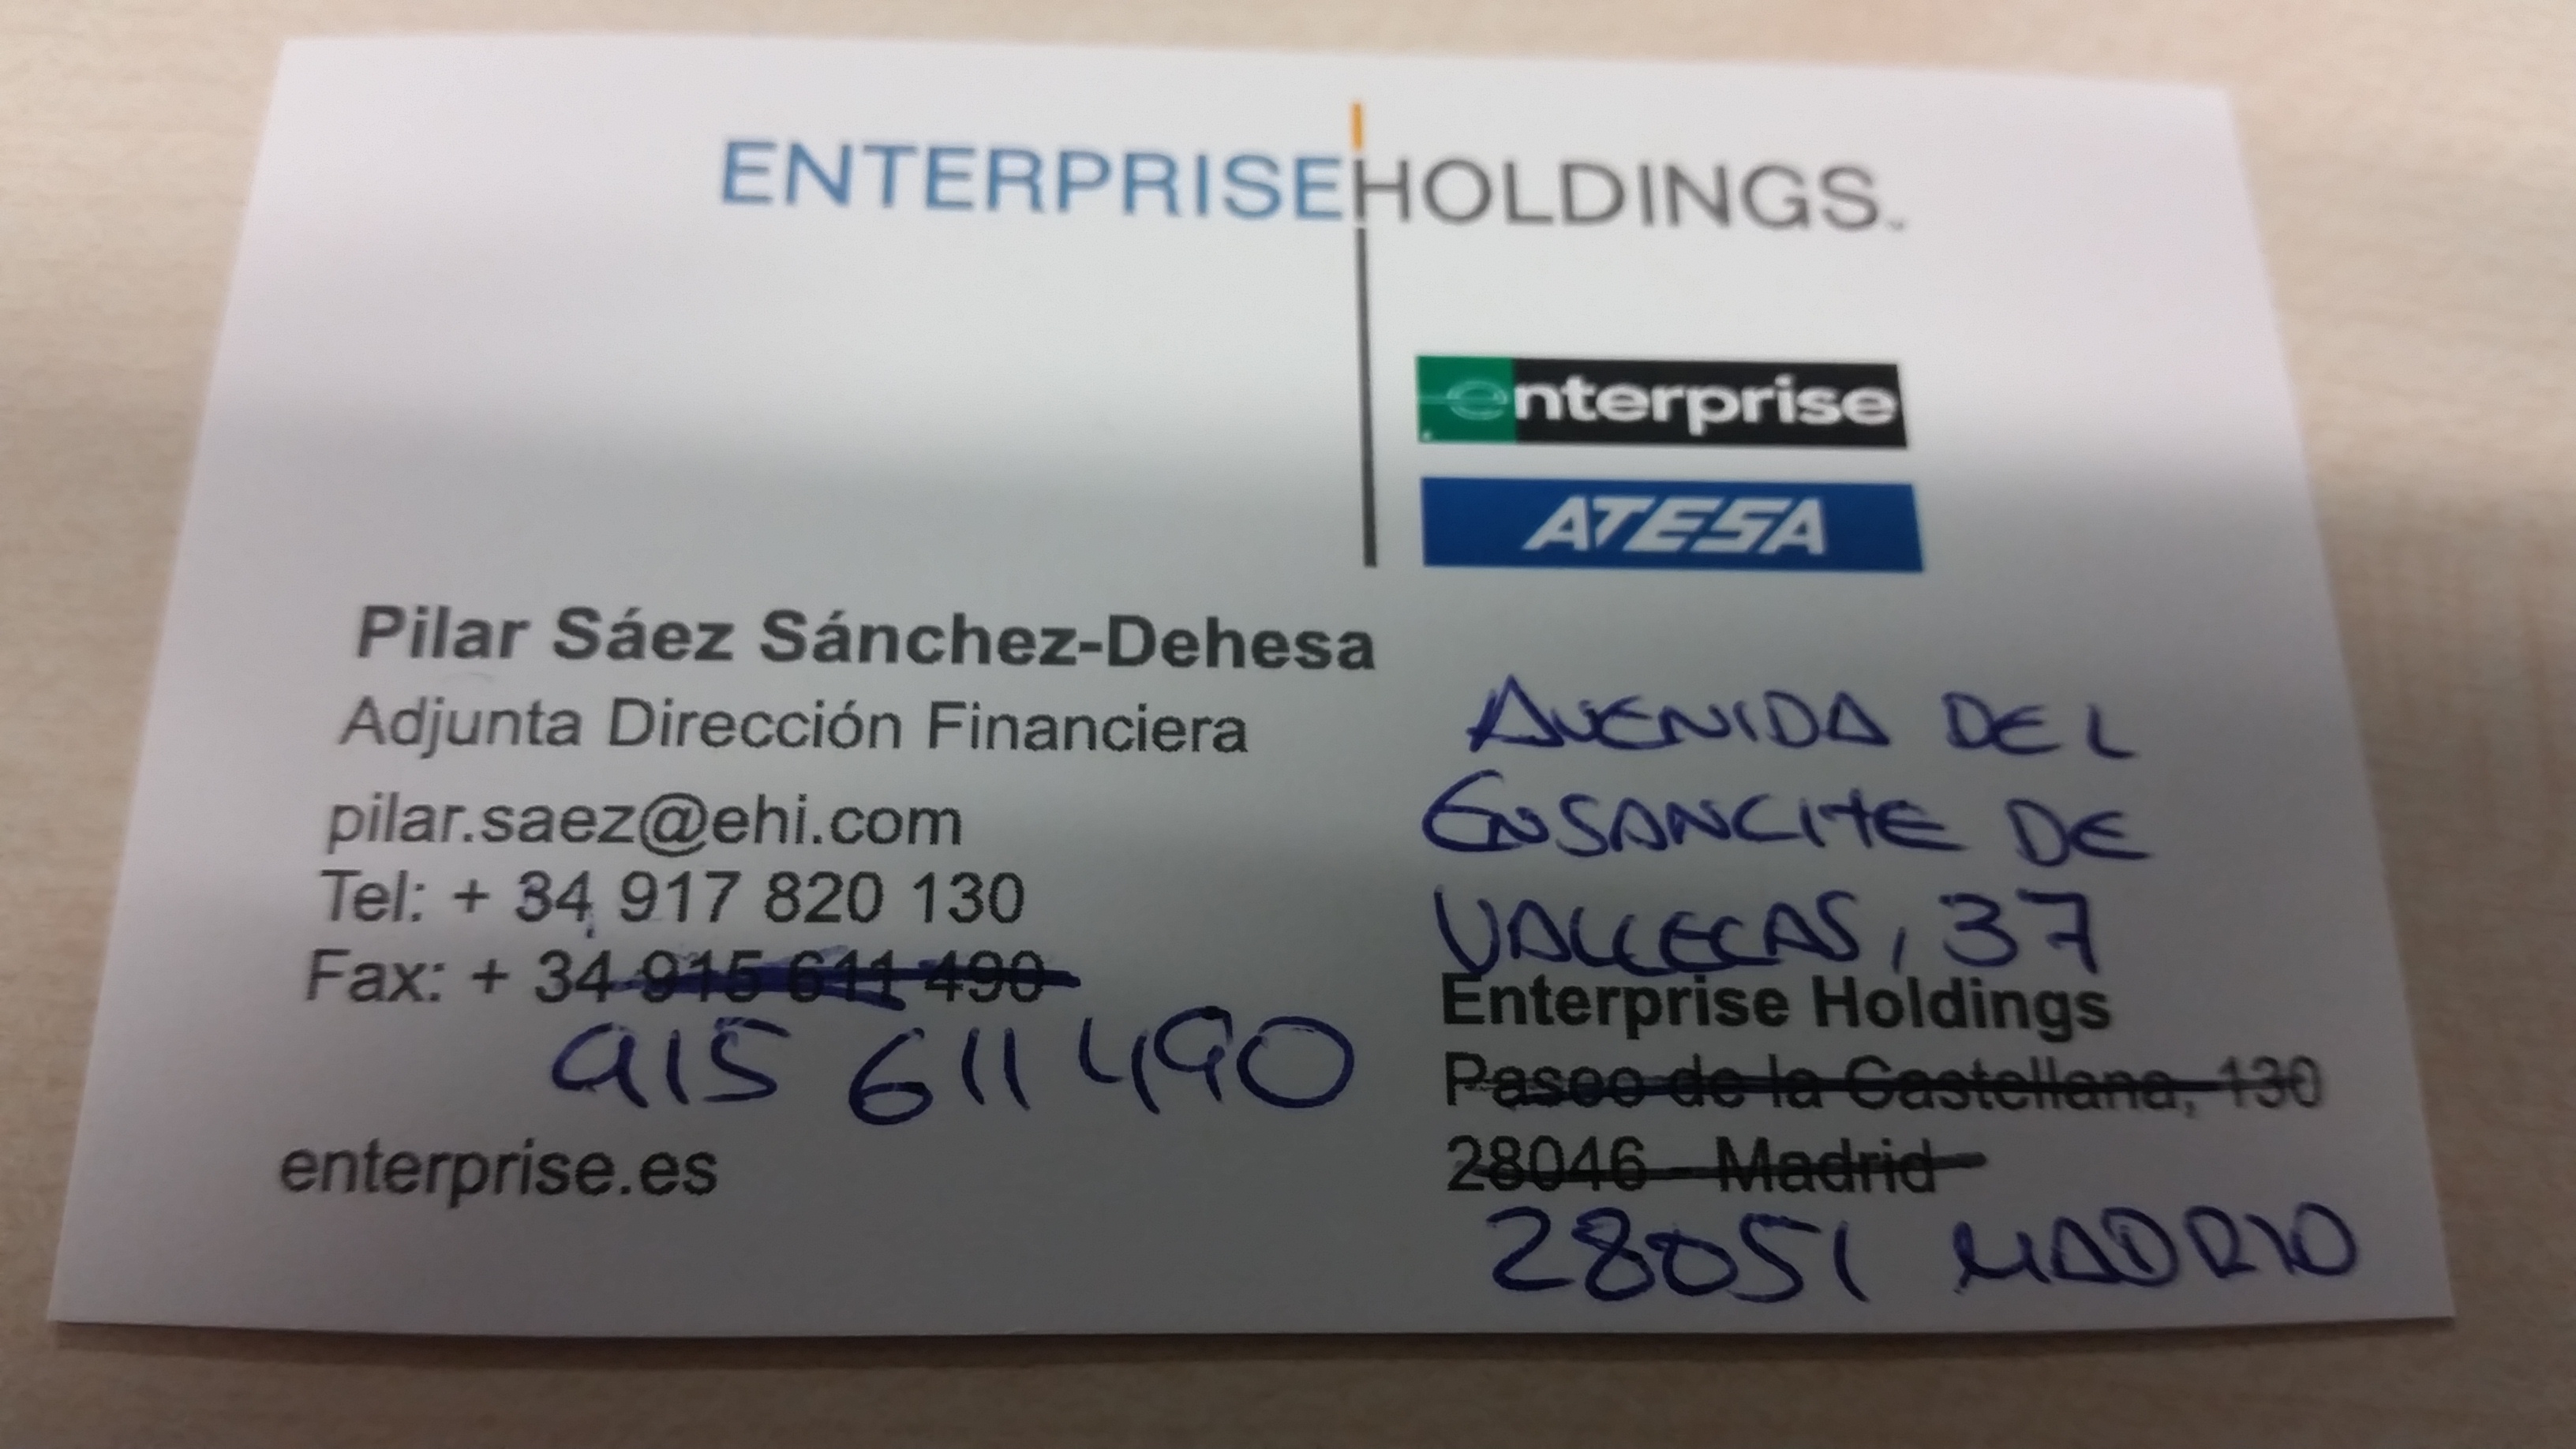 ENTERPRISE HOLDINGS.
enterprise
ATESA
Pilar Sáez Sánchez-Dehesa
Adjunta Dirección Financiera
pilar.saez@ehi.com
Tel: + 34 917 820 130
Fax: + 34 915 611 490
915 611 490
enterprise.es
AVENIDA DEL
ENSANCHE DE
VALLECAS, 37
Enterprise Holdings
Paseo de la Castellana, 130
28046 Madrid
28051 MADRID